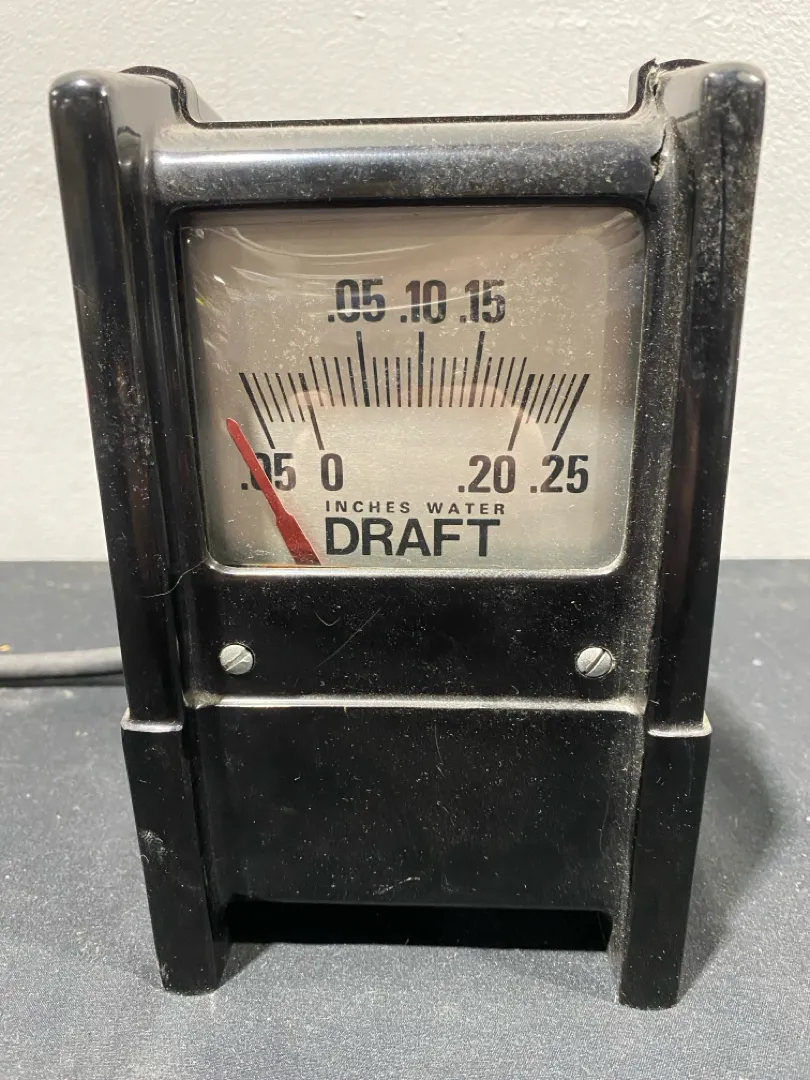 .05 .10 .15
.05 0 .20 .25
INCHES WATER
DRAFT